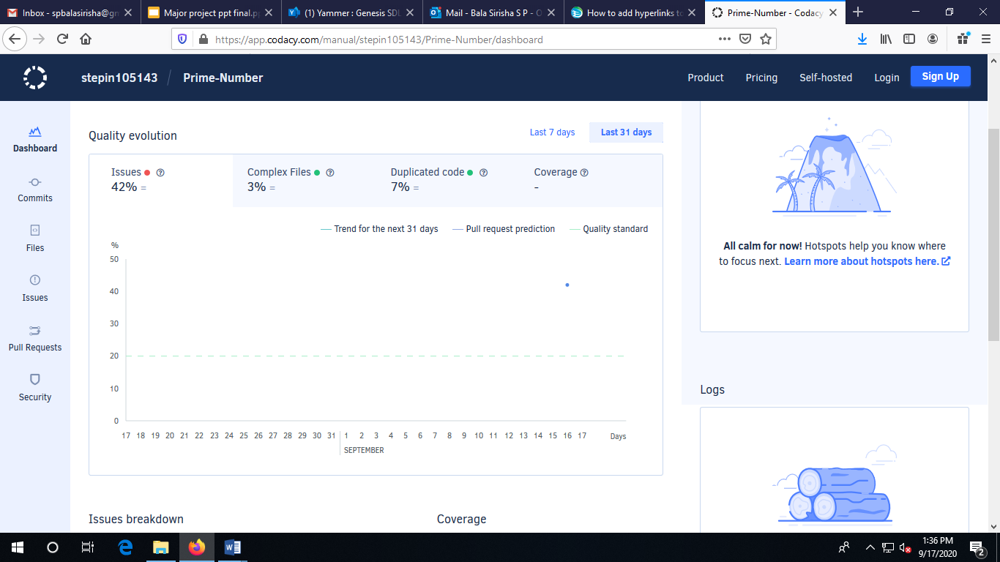 Inbox - spbalasirisha@gm
Major project ppt final.p
(1) Yammer : Genesis SDL
Mail - Bala Sirisha S P - O
How to add hyperlinks to
Prime-Number - Codacy
https://app.codacy.com/manual/stepin105143/Prime-Number/dashboard
stepin105143 / Prime-Number
Product
Pricing
Self-hosted
Login
Sign Up
Dashboard
Commits
Files
Issues
Pull Requests
Security
Quality evolution
Last 7 days
Last 31 days
Issues
42% =
Complex Files
3% =
Duplicated code
7% =
Coverage
-
Trend for the next 31 days
Pull request prediction
Quality standard
%
50
40
30
20
10
0
17 18 19 20 21 22 23 24 25 26 27 28 29 30 31 1 2 3 4 5 6 7 8 9 10 11 12 13 14 15 16 17 Days
SEPTEMBER
All calm for now! Hotspots help you know where
to focus next. Learn more about hotspots here.
Logs
Issues breakdown
Coverage
1:36 PM
9/17/2020
2